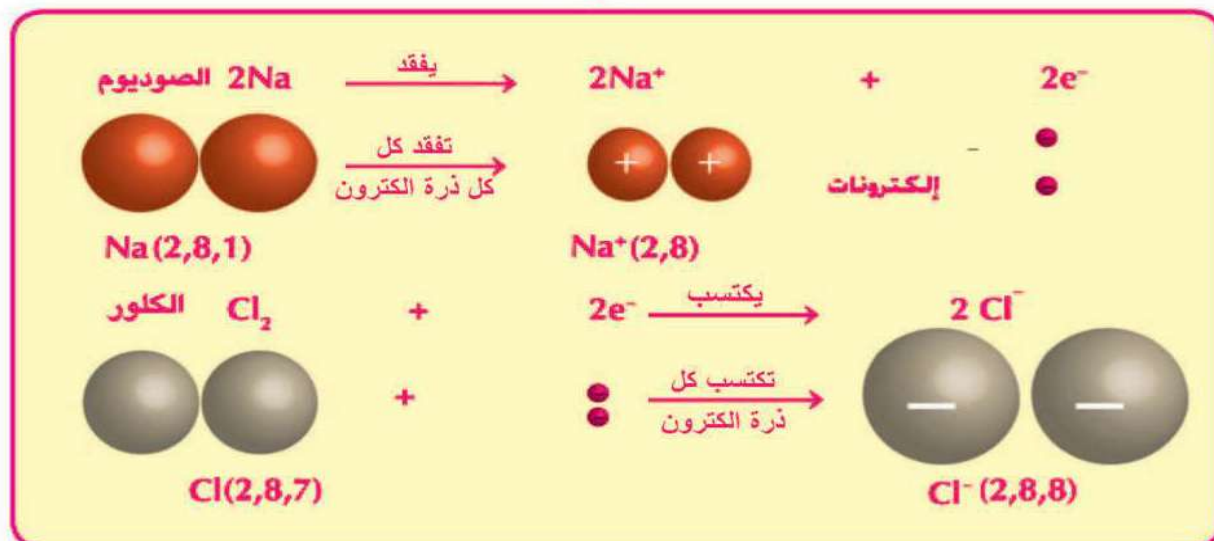 الصوديوم 2Na يفقد 2Na⁺ + 2e⁻
تفقد كل
كل ذرة الكترون
+ +
إلكترونات
-
- -
Na (2,8,1) Na⁺ (2,8)
الكلور Cl₂ + 2e⁻ يكتسب 2 Cl⁻
+
تكتسب كل
ذرة الكترون
- -
- -
Cl(2,8,7) Cl⁻ (2,8,8)